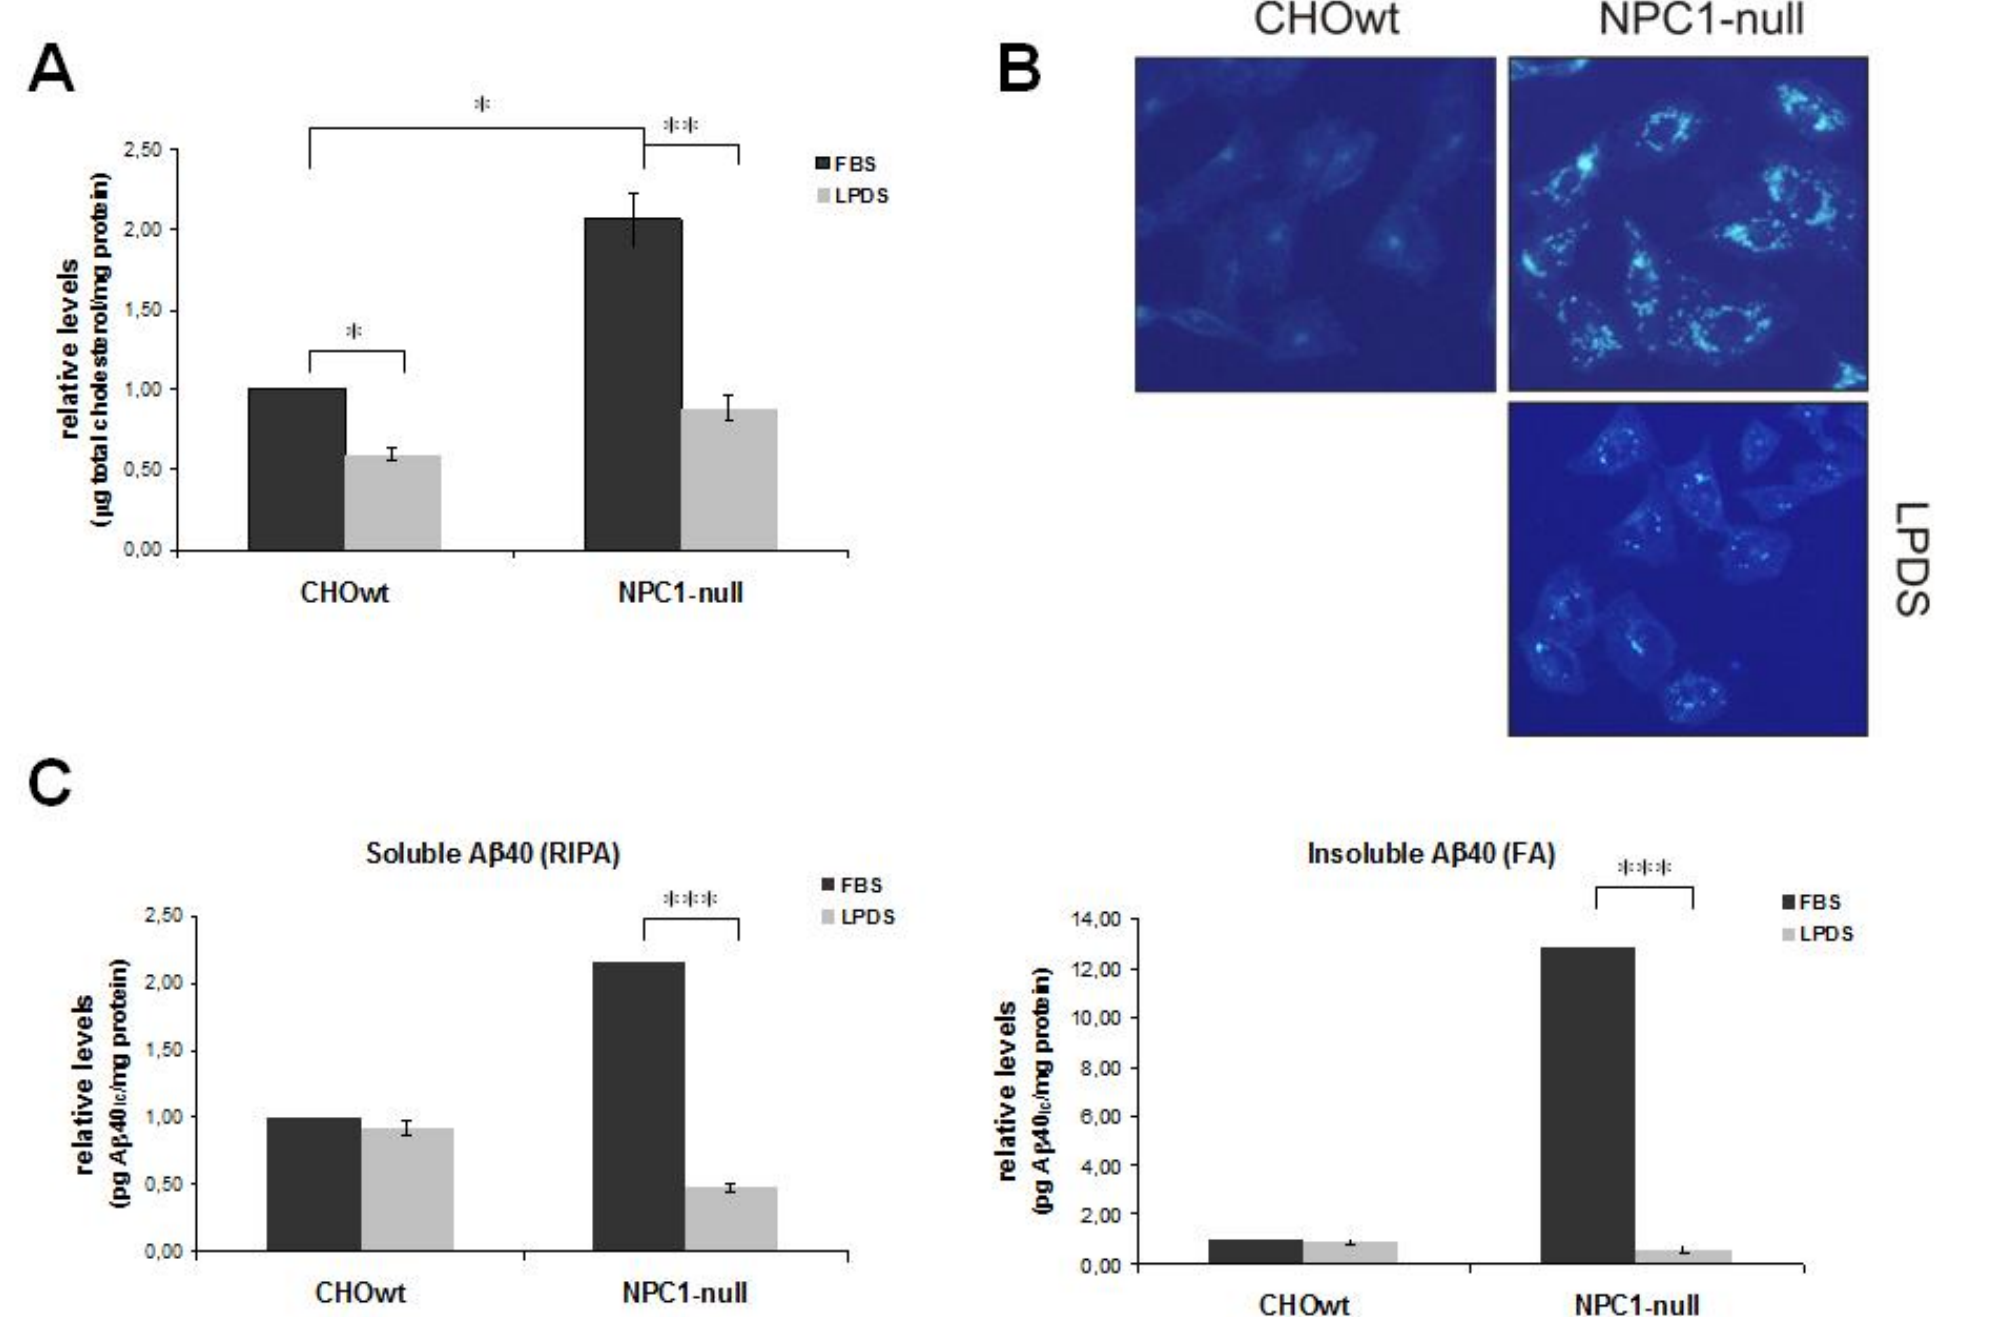 A
*
**
2,50
2,00
1,50
1,00
0,50
0,00
relative levels
(µg total cholesterol/mg protein)
*
FBS
LPDS
CHOwt
NPC1-null
B
CHOwt
NPC1-null
LPDS
C
Soluble Aβ40 (RIPA)
***
FBS
LPDS
2,50
2,00
1,50
1,00
0,50
0,00
relative levels
(pg Aβ40IC/mg protein)
CHOwt
NPC1-null
Insoluble Aβ40 (FA)
***
FBS
LPDS
14,00
12,00
10,00
8,00
6,00
4,00
2,00
0,00
relative levels
(pg Aβ40IC/mg protein)
CHOwt
NPC1-null